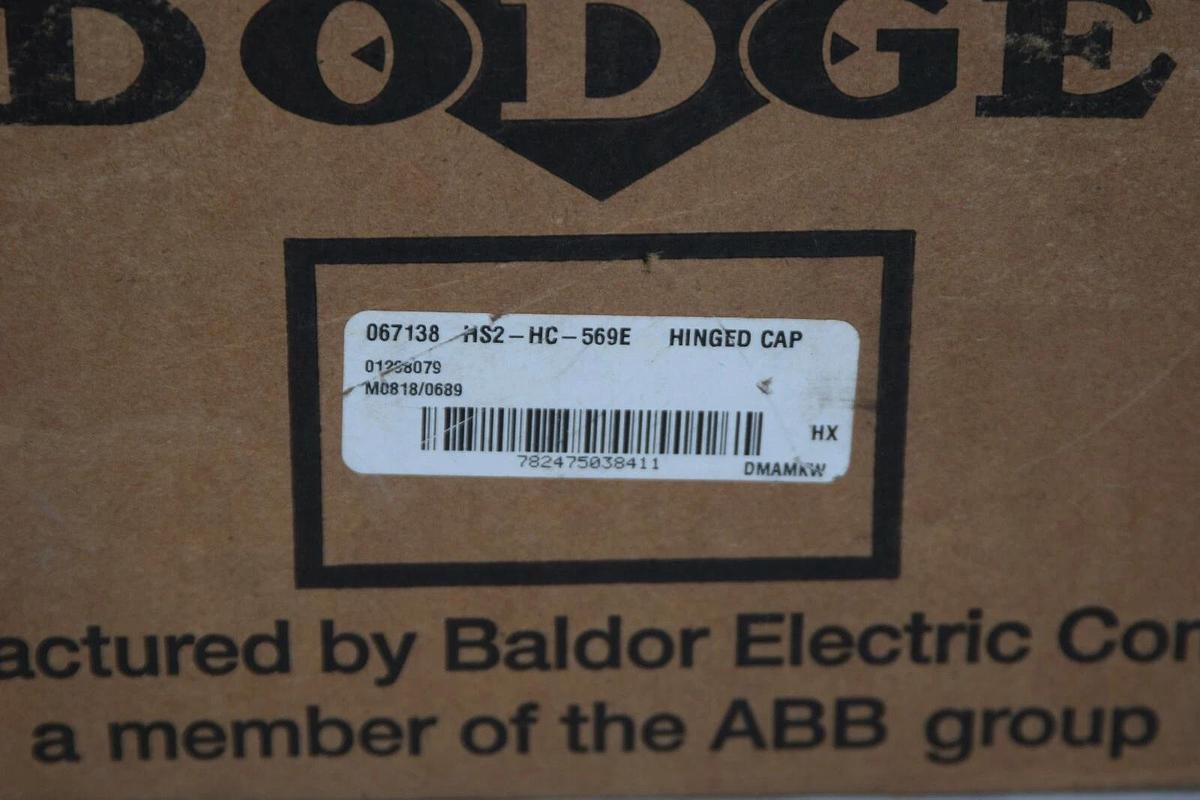 DODGE
067138 HS2-HC-569E HINGED CAP
M0818/0689
HX
782475038411
DMAMKW
actured by Baldor Electric Com
a member of the ABB group